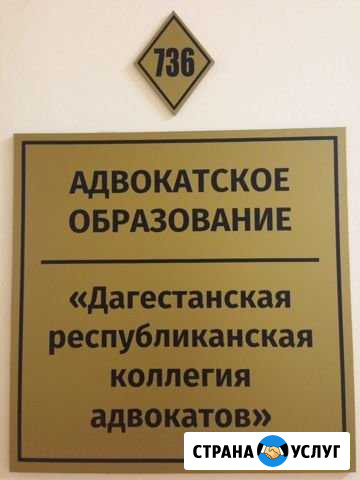 736
АДВОКАТСКОЕ
ОБРАЗОВАНИЕ
«Дагестанская
республиканская
коллегия
адвокатов»
СТРАНА УСЛУГ